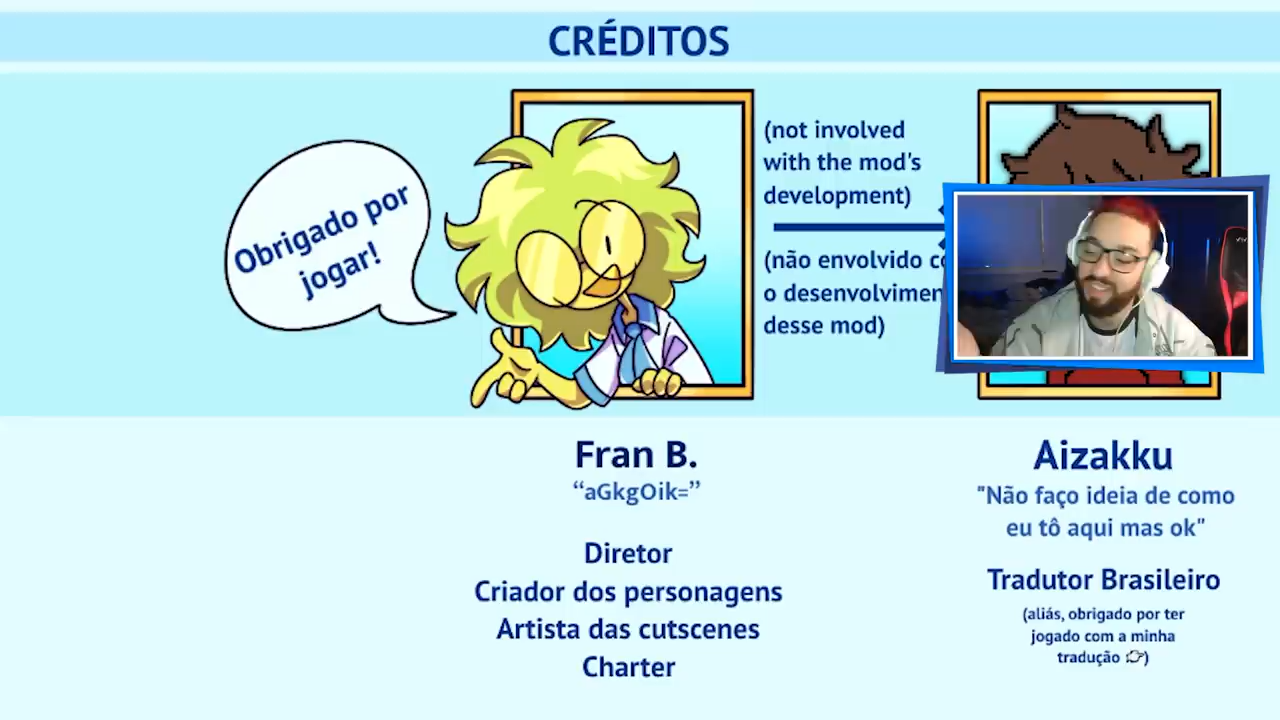 CRÉDITOS
Obrigado por
jogar!
(not involved
with the mod's
development)
(não envolvido
o
desse mod)
Fran B.
“aGkgOik=”
Diretor
Criador dos personagens
Artista das cutscenes
Charter
Aizakku
"Não faço ideia de como
eu tô aqui mas ok"
Tradutor Brasileiro
(aliás, obrigado por ter
jogado com a minha
tradução 👉)